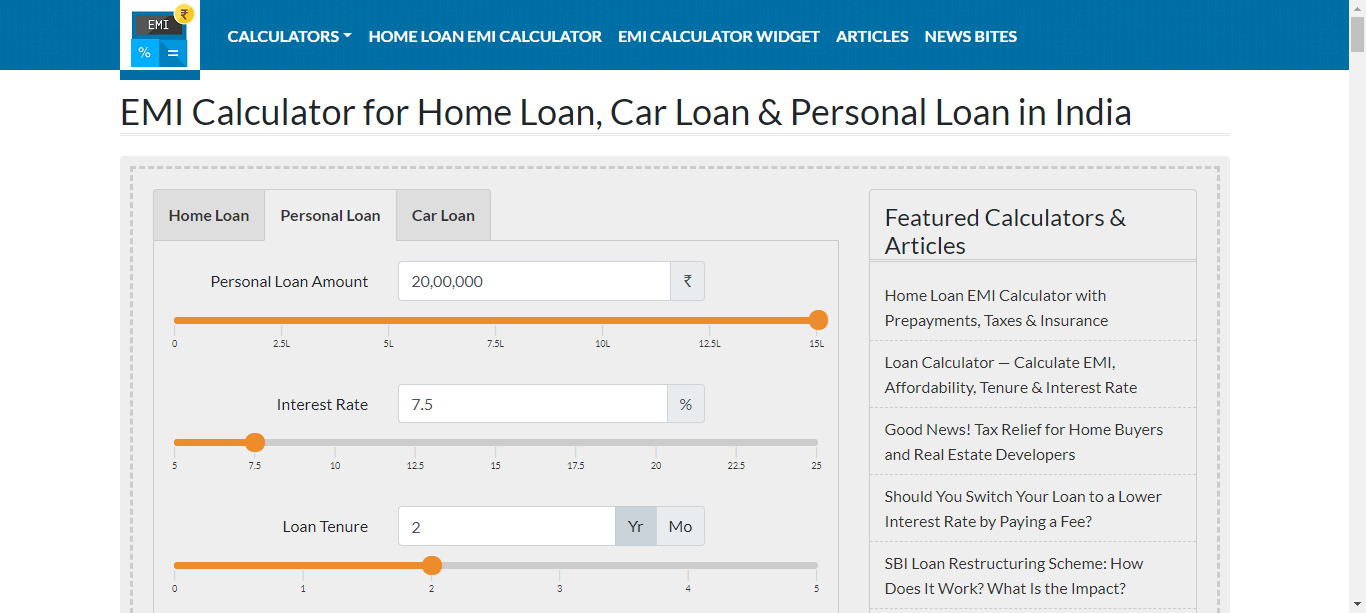 EMI ₹
% =
CALCULATORS HOME LOAN EMI CALCULATOR EMI CALCULATOR WIDGET ARTICLES NEWS BITES
EMI Calculator for Home Loan, Car Loan & Personal Loan in India
Home Loan Personal Loan Car Loan
Personal Loan Amount 20,00,000 ₹
0 2.5L 5L 7.5L 10L 12.5L 15L
Interest Rate 7.5 %
5 7.5 10 12.5 15 17.5 20 22.5 25
Loan Tenure 2 Yr Mo
0 1 2 3 4 5
Featured Calculators &
Articles
Home Loan EMI Calculator with
Prepayments, Taxes & Insurance
Loan Calculator — Calculate EMI,
Affordability, Tenure & Interest Rate
Good News! Tax Relief for Home Buyers
and Real Estate Developers
Should You Switch Your Loan to a Lower
Interest Rate by Paying a Fee?
SBI Loan Restructuring Scheme: How
Does It Work? What Is the Impact?